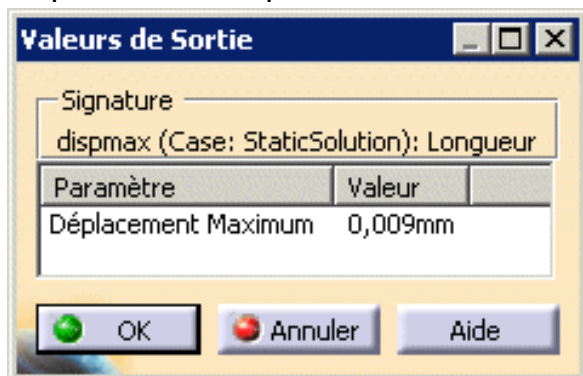 Valeurs de Sortie
Signature
dispmax (Case: StaticSolution): Longueur
Paramètre Valeur
Déplacement Maximum 0,009mm
OK Annuler Aide